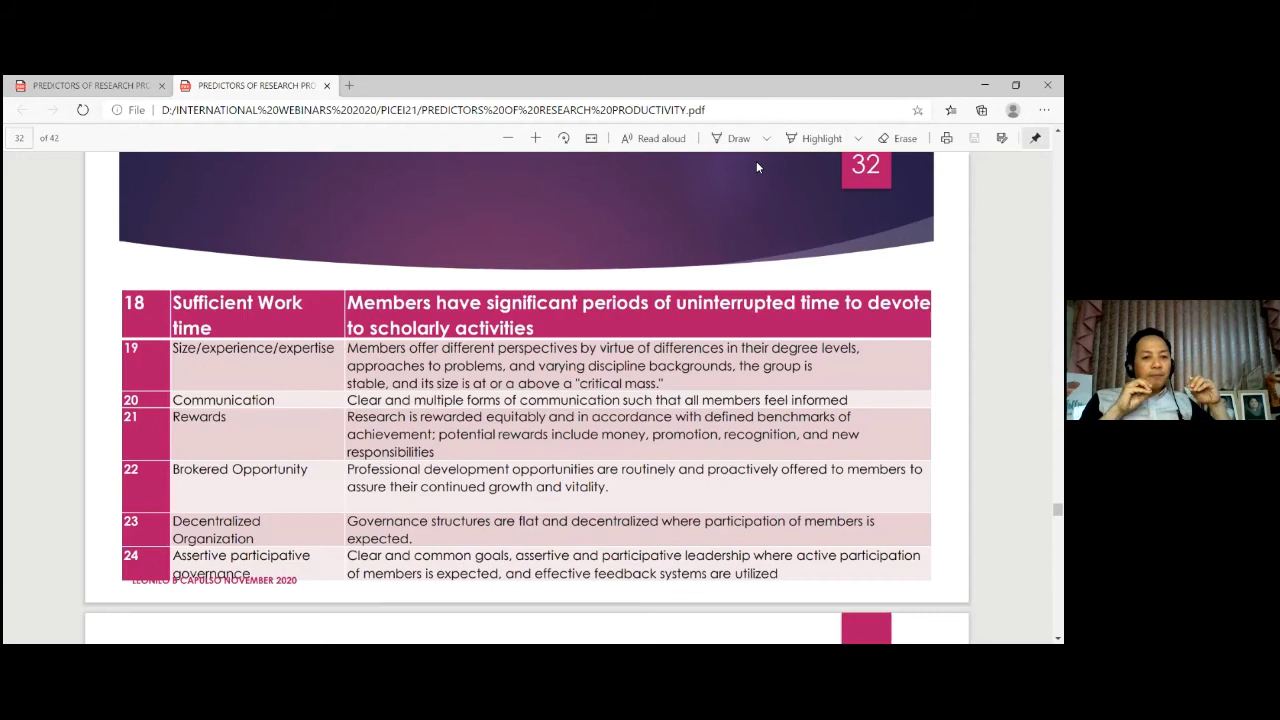 PREDICTORS OF RESEARCH PRO
PREDICTORS OF RESEARCH PRO
File
D:/INTERNATIONAL%20WEBINARS%202020/PICEI21/PREDICTORS%20OF%20RESEARCH%20PRODUCTIVITY.pdf
32 of 42
Read aloud
Draw
Highlight
Erase
32
18 Sufficient Work time
Members have significant periods of uninterrupted time to devote
to scholarly activities
19 Size/experience/expertise
Members offer different perspectives by virtue of differences in their degree levels,
approaches to problems, and varying discipline backgrounds, the group is
stable, and its size is at or a above a "critical mass."
20 Communication
Clear and multiple forms of communication such that all members feel informed
21 Rewards
Research is rewarded equitably and in accordance with defined benchmarks of
achievement; potential rewards include money, promotion, recognition, and new
responsibilities
22 Brokered Opportunity
Professional development opportunities are routinely and proactively offered to members to
assure their continued growth and vitality.
23 Decentralized
Organization
Governance structures are flat and decentralized where participation of members is
expected.
24 Assertive participative
governance
Clear and common goals, assertive and participative leadership where active participation
of members is expected, and effective feedback systems are utilized
LEONILO B CAPULSO NOVEMBER 2020